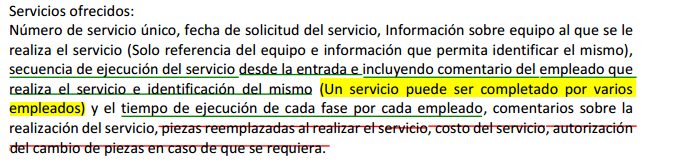 Servicios ofrecidos:
Número de servicio único, fecha de solicitud del servicio, Información sobre equipo al que se le
realiza el servicio (Solo referencia del equipo e información que permita identificar el mismo),
secuencia de ejecución del servicio desde la entrada e incluyendo comentario del empleado que
realiza el servicio e identificación del mismo (Un servicio puede ser completado por varios
empleados) y el tiempo de ejecución de cada fase por cada empleado, comentarios sobre la
realización del servicio, piezas reemplazadas al realizar el servicio, costo del servicio, autorización
del cambio de piezas en caso de que se requiera.